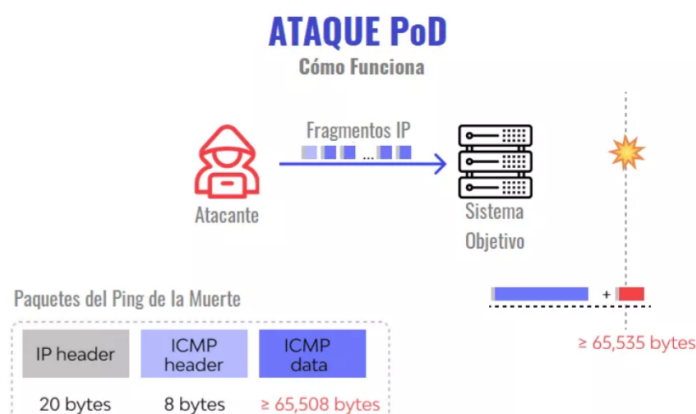 ATAQUE PoD
Cómo Funciona
Fragmentos IP
...
Atacante
Sistema
Objetivo
+
≥ 65,535 bytes
Paquetes del Ping de la Muerte
IP header
ICMP
header
ICMP
data
20 bytes
8 bytes
≥ 65,508 bytes